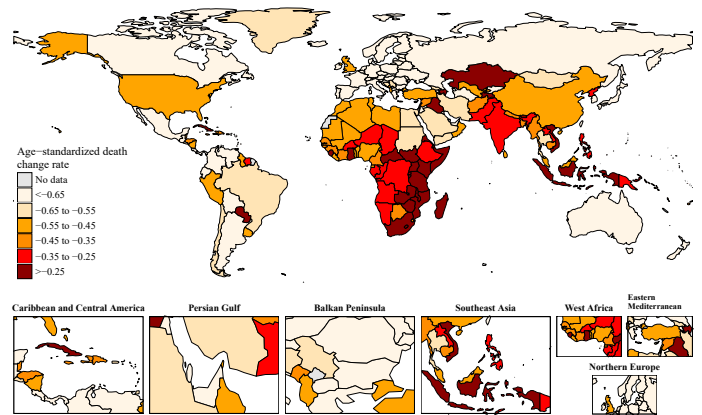 Age−standardized death
change rate
No data
<−0.65
−0.65 to −0.55
−0.55 to −0.45
−0.45 to −0.35
−0.35 to −0.25
>−0.25
Caribbean and Central America
Persian Gulf
Balkan Peninsula
Southeast Asia
West Africa
Eastern
Mediterranean
Northern Europe